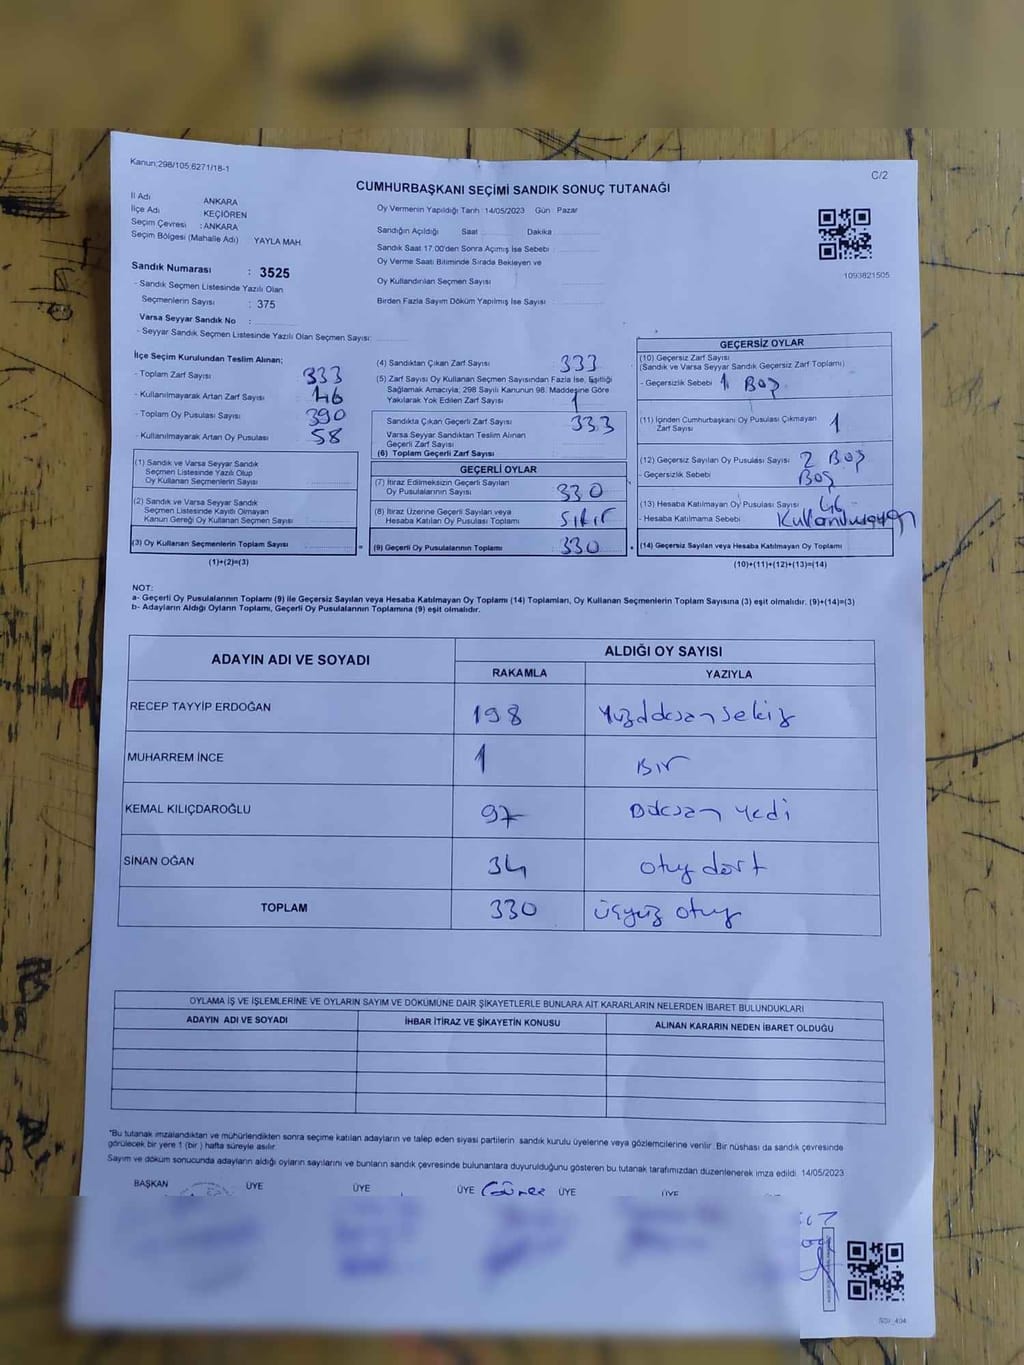 Kanun;298/105,6271/18-1
C/2
CUMHURBAŞKANI SEÇİMİ SANDIK SONUÇ TUTANAĞI
İl Adı ANKARA
İlçe Adı KEÇİÖREN
Seçim Çevresi : ANKARA
Seçim Bölgesi (Mahalle Adı) YAYLA MAH.
Oy Vermenin Yapıldığı Tarih :14/05/2023 Gün : Pazar
Sandığın Açıldığı Saat Dakika
Sandık Saat 17.00'den Sonra Açımış İse Sebebi
Oy Verme Saati Bitiminde Sırada Bekleyen ve
Oy Kullandırılan Seçmen Sayısı
Birden Fazla Sayım Döküm Yapılmış İse Sayısı
1093821505
Sandık Numarası : 3525
- Sandık Seçmen Listesinde Yazılı Olan
Seçmenlerin Sayısı : 375
Varsa Seyyar Sandık No :
- Seyyar Sandık Seçmen Listesinde Yazılı Olan Seçmen Sayısı:
İlçe Seçim Kurulundan Teslim Alınan;
- Toplam Zarf Sayısı 333
- Kullanılmayarak Artan Zarf Sayısı 46
- Toplam Oy Pusulası Sayısı 390
- Kullanılmayarak Artan Oy Pusulası 58
(1) Sandık ve Varsa Seyyar Sandık
Seçmen Listesinde Yazılı Olup
Oy Kullanan Seçmenlerin Sayısı
(2) Sandık ve Varsa Seyyar Sandık
Seçmen Listesinde Kayıtlı Olmayan
Kanun Gereği Oy Kullanan Seçmen Sayısı
(3) Oy Kullanan Seçmenlerin Toplam Sayısı
(1)+(2)=(3)
(4) Sandıktan Çıkan Zarf Sayısı 333
(5) Zarf Sayısı Oy Kullanan Seçmen Sayısından Fazla İse, Eşitliği
Sağlamak Amacıyla; 298 Sayılı Kanunun 98. Maddesine Göre
Yakılarak Yok Edilen Zarf Sayısı 1
Sandıkta Çıkan Geçerli Zarf Sayısı 333
Varsa Seyyar Sandıktan Teslim Alınan
Geçerli Zarf Sayısı
(6) Toplam Geçerli Zarf Sayısı
GEÇERLİ OYLAR
(7) İtiraz Edilmeksizin Geçerli Sayılan
Oy Pusulalarının Sayısı 330
(8) İtiraz Üzerine Geçerli Sayılan veya
Hesaba Katılan Oy Pusulası Toplamı SIFIR
(9) Geçerli Oy Pusulalarının Toplamı 330
GEÇERSİZ OYLAR
(10) Geçersiz Zarf Sayısı
(Sandık ve Varsa Seyyar Sandık Geçersiz Zarf Toplamı)
- Geçersizlik Sebebi 1 Boş
(11) İçinden Cumhurbaşkanı Oy Pusulası Çıkmayan
Zarf Sayısı 1
(12) Geçersiz Sayılan Oy Pusulası Sayısı 2 Boş
- Geçersizlik Sebebi Boş
(13) Hesaba Katılmayan Oy Pusulası Sayısı 46
- Hesaba Katılmama Sebebi
(14) Geçersiz Sayılan veya Hesaba Katılmayan Oy Toplamı
(10)+(11)+(12)+(13)=(14)
NOT:
a- Geçerli Oy Pusulalarının Toplamı (9) ile Geçersiz Sayılan veya Hesaba Katılmayan Oy Toplamı (14) Toplamları, Oy Kullanan Seçmenlerin Toplam Sayısına (3) eşit olmalıdır. (9)+(14)=(3)
b- Adayların Aldığı Oyların Toplamı, Geçerli Oy Pusulalarının Toplamına (9) eşit olmalıdır.
ADAYIN ADI VE SOYADI ALDIĞI OY SAYISI
RAKAMLA YAZIYLA
RECEP TAYYİP ERDOĞAN 198 Yüzdoksansekiz
MUHARREM İNCE 1 Bir
KEMAL KILIÇDAROĞLU 97 Doksan yedi
SİNAN OĞAN 34 otuz dört
TOPLAM 330 üçyüz otuz
OYLAMA İŞ VE İŞLEMLERİNE VE OYLARIN SAYIM VE DÖKÜMÜNE DAİR ŞİKAYETLERLE BUNLARA AİT KARARLARIN NELERDEN İBARET BULUNDUKLARI
ADAYIN ADI VE SOYADI İHBAR İTİRAZ VE ŞİKAYETİN KONUSU ALINAN KARARIN NEDEN İBARET OLDUĞU
*Bu tutanak imzalandıktan ve mühürlendikten sonra seçime katılan adayların ve talep eden siyasi partilerin sandık kurulu üyelerine veya gözlemcilerine verilir. Bir nüshası da sandık çevresinde
görülecek bir yere 1 (bir ) hafta süreyle asılır.
Sayım ve döküm sonucunda adayların aldığı oyların sayılarını ve bunların sandık çevresinde bulunanlara duyurulduğunu gösteren bu tutanak tarafımızdan düzenlenerek imza edildi. 14/05/2023
BAŞKAN ÜYE ÜYE ÜYE ÜYE ÜYE